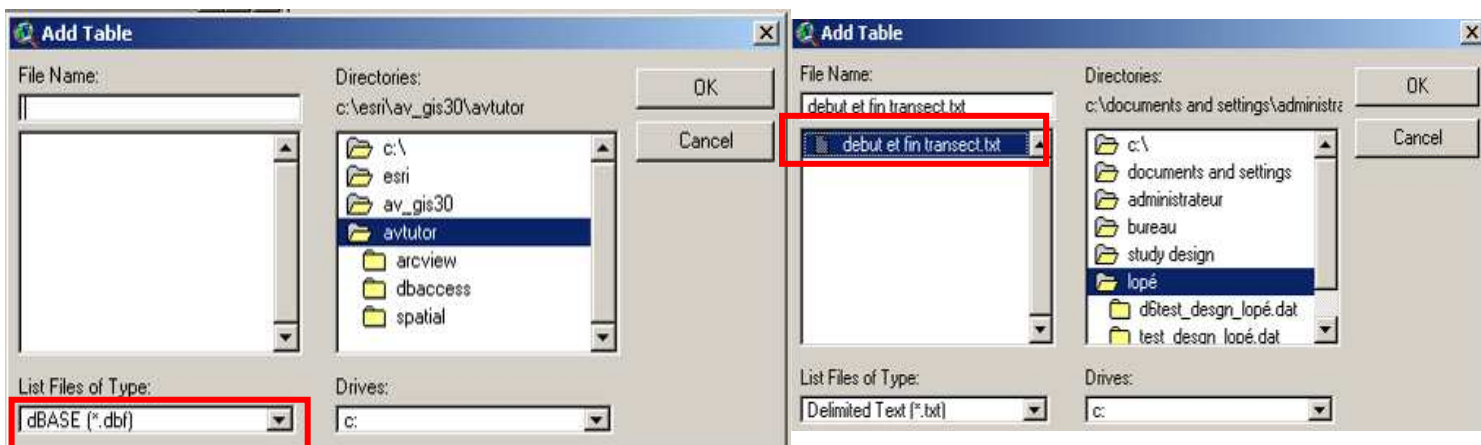 Add Table
File Name:
Directories:
c:\esri\av_gis30\avtutor
OK
Cancel
c:\
esri
av_gis30
avtutor
arcview
dbaccess
spatial
List Files of Type:
dBASE (*.dbf)
Drives:
c:
Add Table
File Name:
debut et fin transect.txt
debut et fin transect.txt
Directories:
c:\documents and settings\administra
OK
Cancel
c:\
documents and settings
administrateur
bureau
study design
lopé
d6test_desgn_lopé.dat
test_desgn_lopé.dat
List Files of Type:
Delimited Text (*.txt)
Drives:
c: